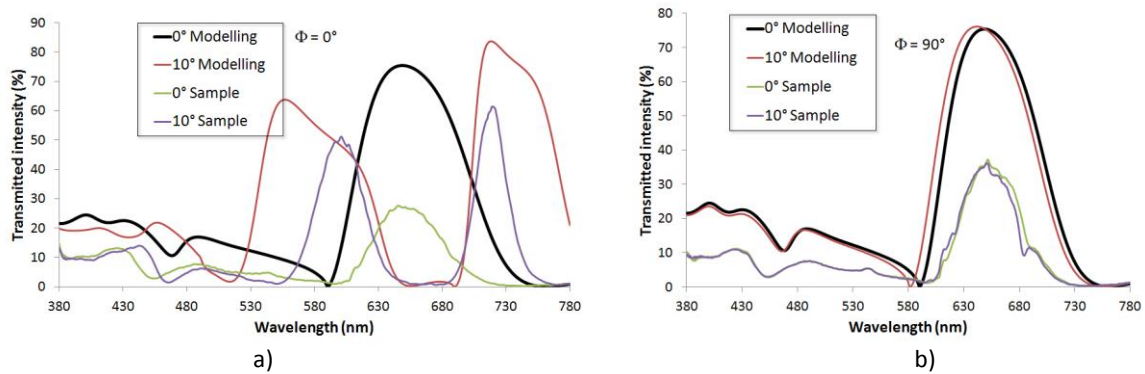 0° Modelling
10° Modelling
0° Sample
10° Sample
Φ = 0°
Transmitted intensity (%)
90
80
70
60
50
40
30
20
10
0
380 430 480 530 580 630 680 730 780
Wavelength (nm)
a)
0° Modelling
10° Modelling
0° Sample
10° Sample
Φ = 90°
Transmitted intensity (%)
80
70
60
50
40
30
20
10
0
380 430 480 530 580 630 680 730 780
Wavelength (nm)
b)